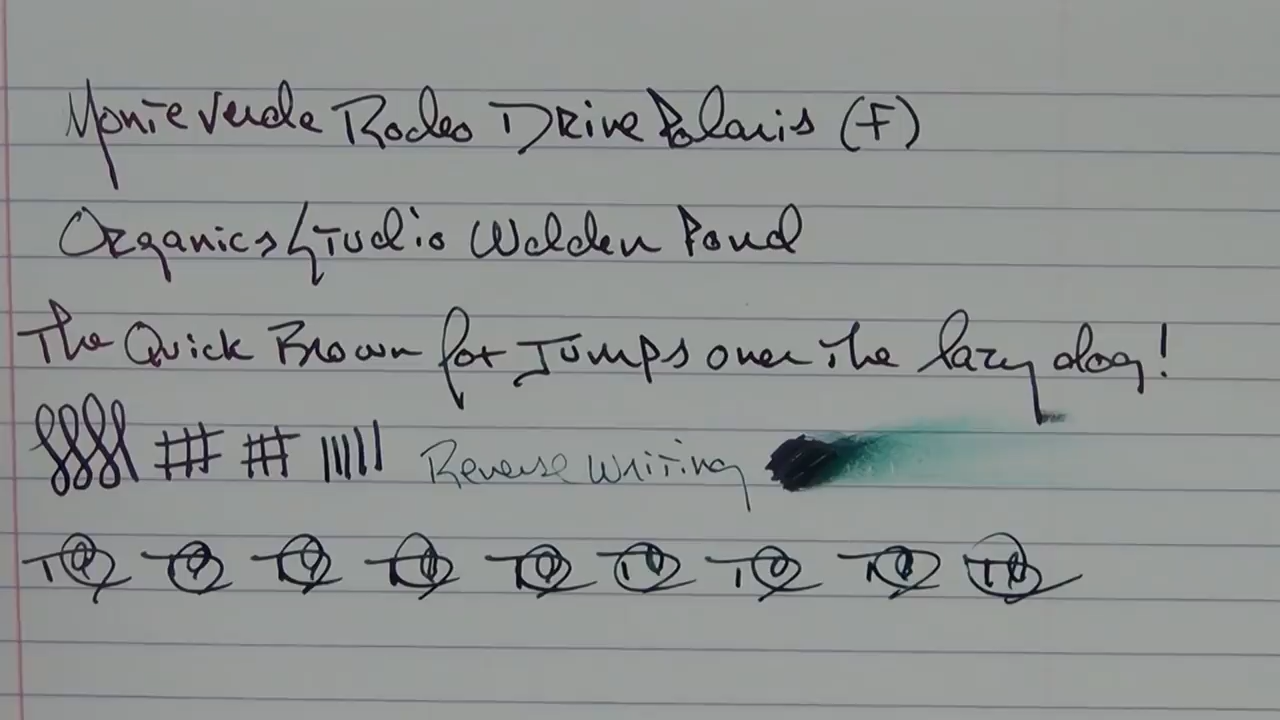 Monteverde Rodeo Drive Polaris (F)
Organics Studio Walden Pond
The Quick Brown fox Jumps over The lazy dog!
Reverse Writing